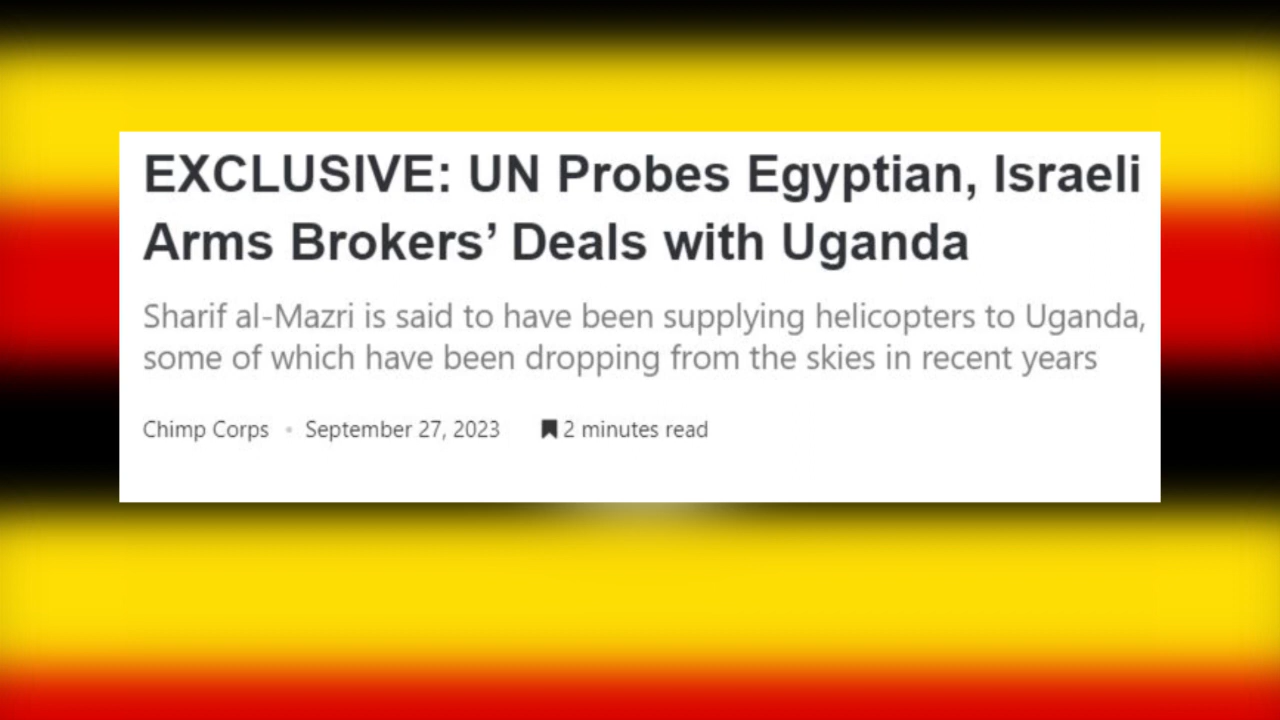 EXCLUSIVE: UN Probes Egyptian, Israeli
Arms Brokers’ Deals with Uganda
Sharif al-Mazri is said to have been supplying helicopters to Uganda,
some of which have been dropping from the skies in recent years
Chimp Corps • September 27, 2023 2 minutes read